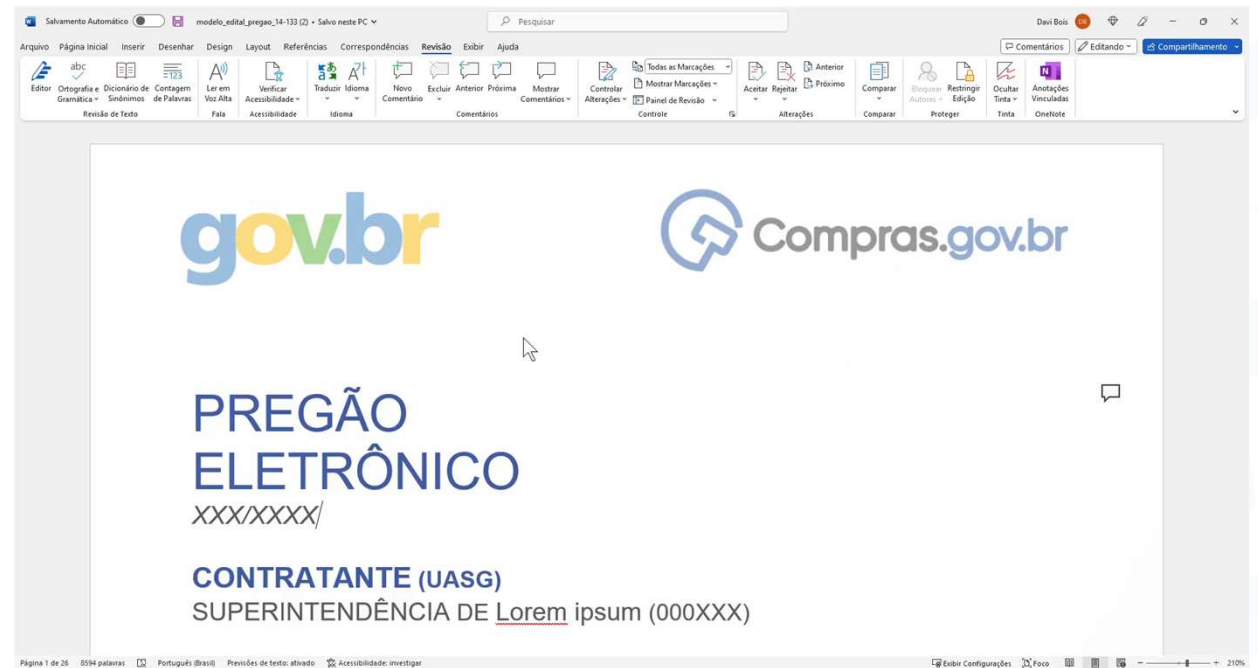 Salvamento Automático modelo_edital_pregao_14-133 (2) • Salvo neste PC Pesquisar Davi Bois DB
Arquivo Página Inicial Inserir Desenhar Design Layout Referências Correspondências Revisão Exibir Ajuda Comentários Editando Compartilhamento
Editor
Ortografia e Gramática
Dicionário de Sinônimos
Contagem de Palavras
Revisão de Texto
Ler em Voz Alta
Fala
Verificar Acessibilidade
Acessibilidade
Traduzir
Idioma
Idioma
Novo Comentário
Excluir
Anterior
Próxima
Mostrar Comentários
Comentários
Controlar Alterações
Todas as Marcações
Mostrar Marcações
Painel de Revisão
Controle
Aceitar
Rejeitar
Anterior
Próximo
Alterações
Comparar
Comparar
Bloquear Autores
Restringir Edição
Proteger
Ocultar Tinta
Tinta
Anotações Vinculadas
OneNote
gov.br
Compras.gov.br
PREGÃO
ELETRÔNICO
XXX/XXXX
CONTRATANTE (UASG)
SUPERINTENDÊNCIA DE Lorem ipsum (000XXX)
Página 1 de 26 8594 palavras Português (Brasil) Previsões de texto: ativado Acessibilidade: investigar Exibir Configurações Foco 210%